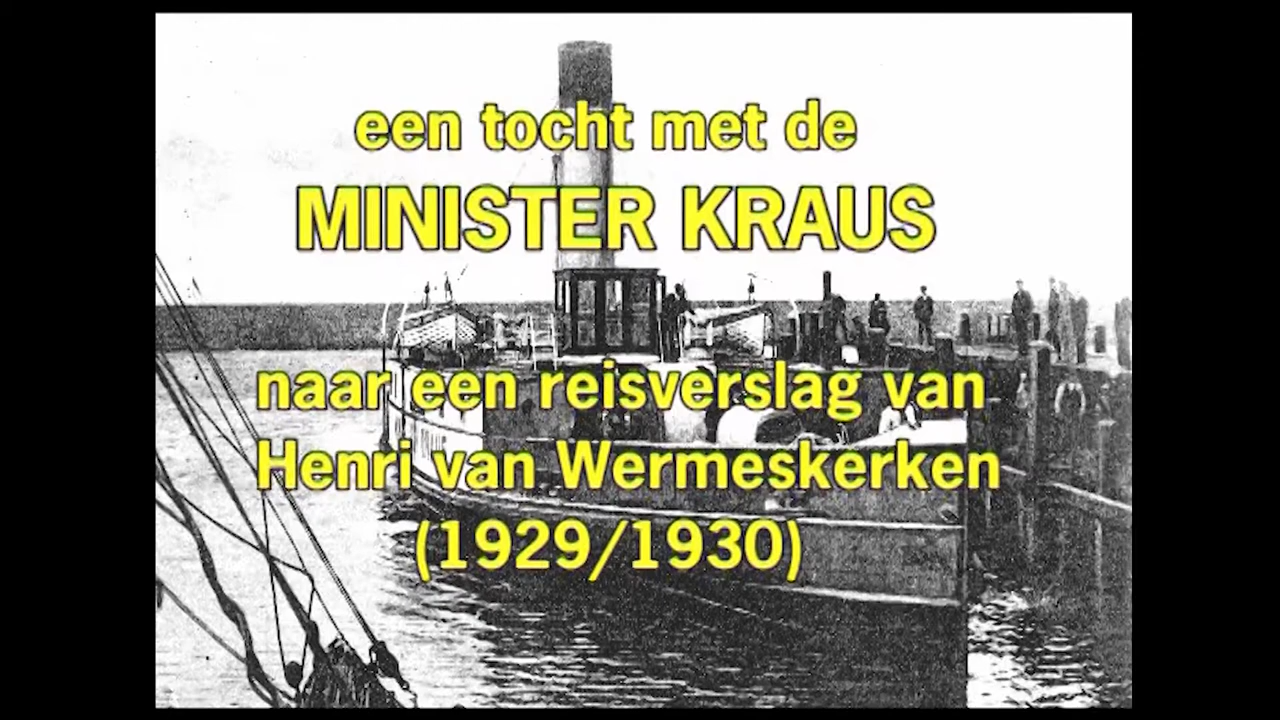 een tocht met de
MINISTER KRAUS
naar een reisverslag van
Henri van Wermeskerken
(1929/1930)